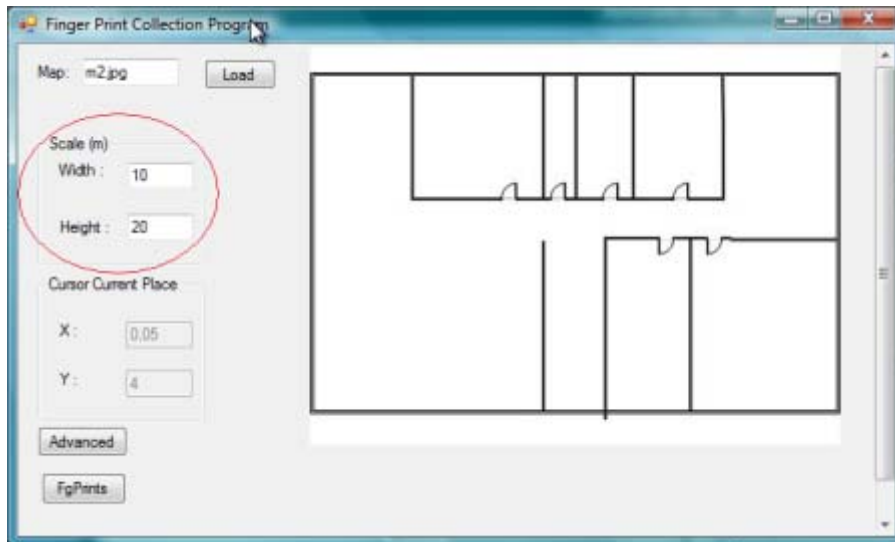 Finger Print Collection Program
Map: m2.jpg Load
Scale (m)
Width : 10
Height : 20
Cursor Current Place
X : 0,05
Y : 4
Advanced
FgPrints